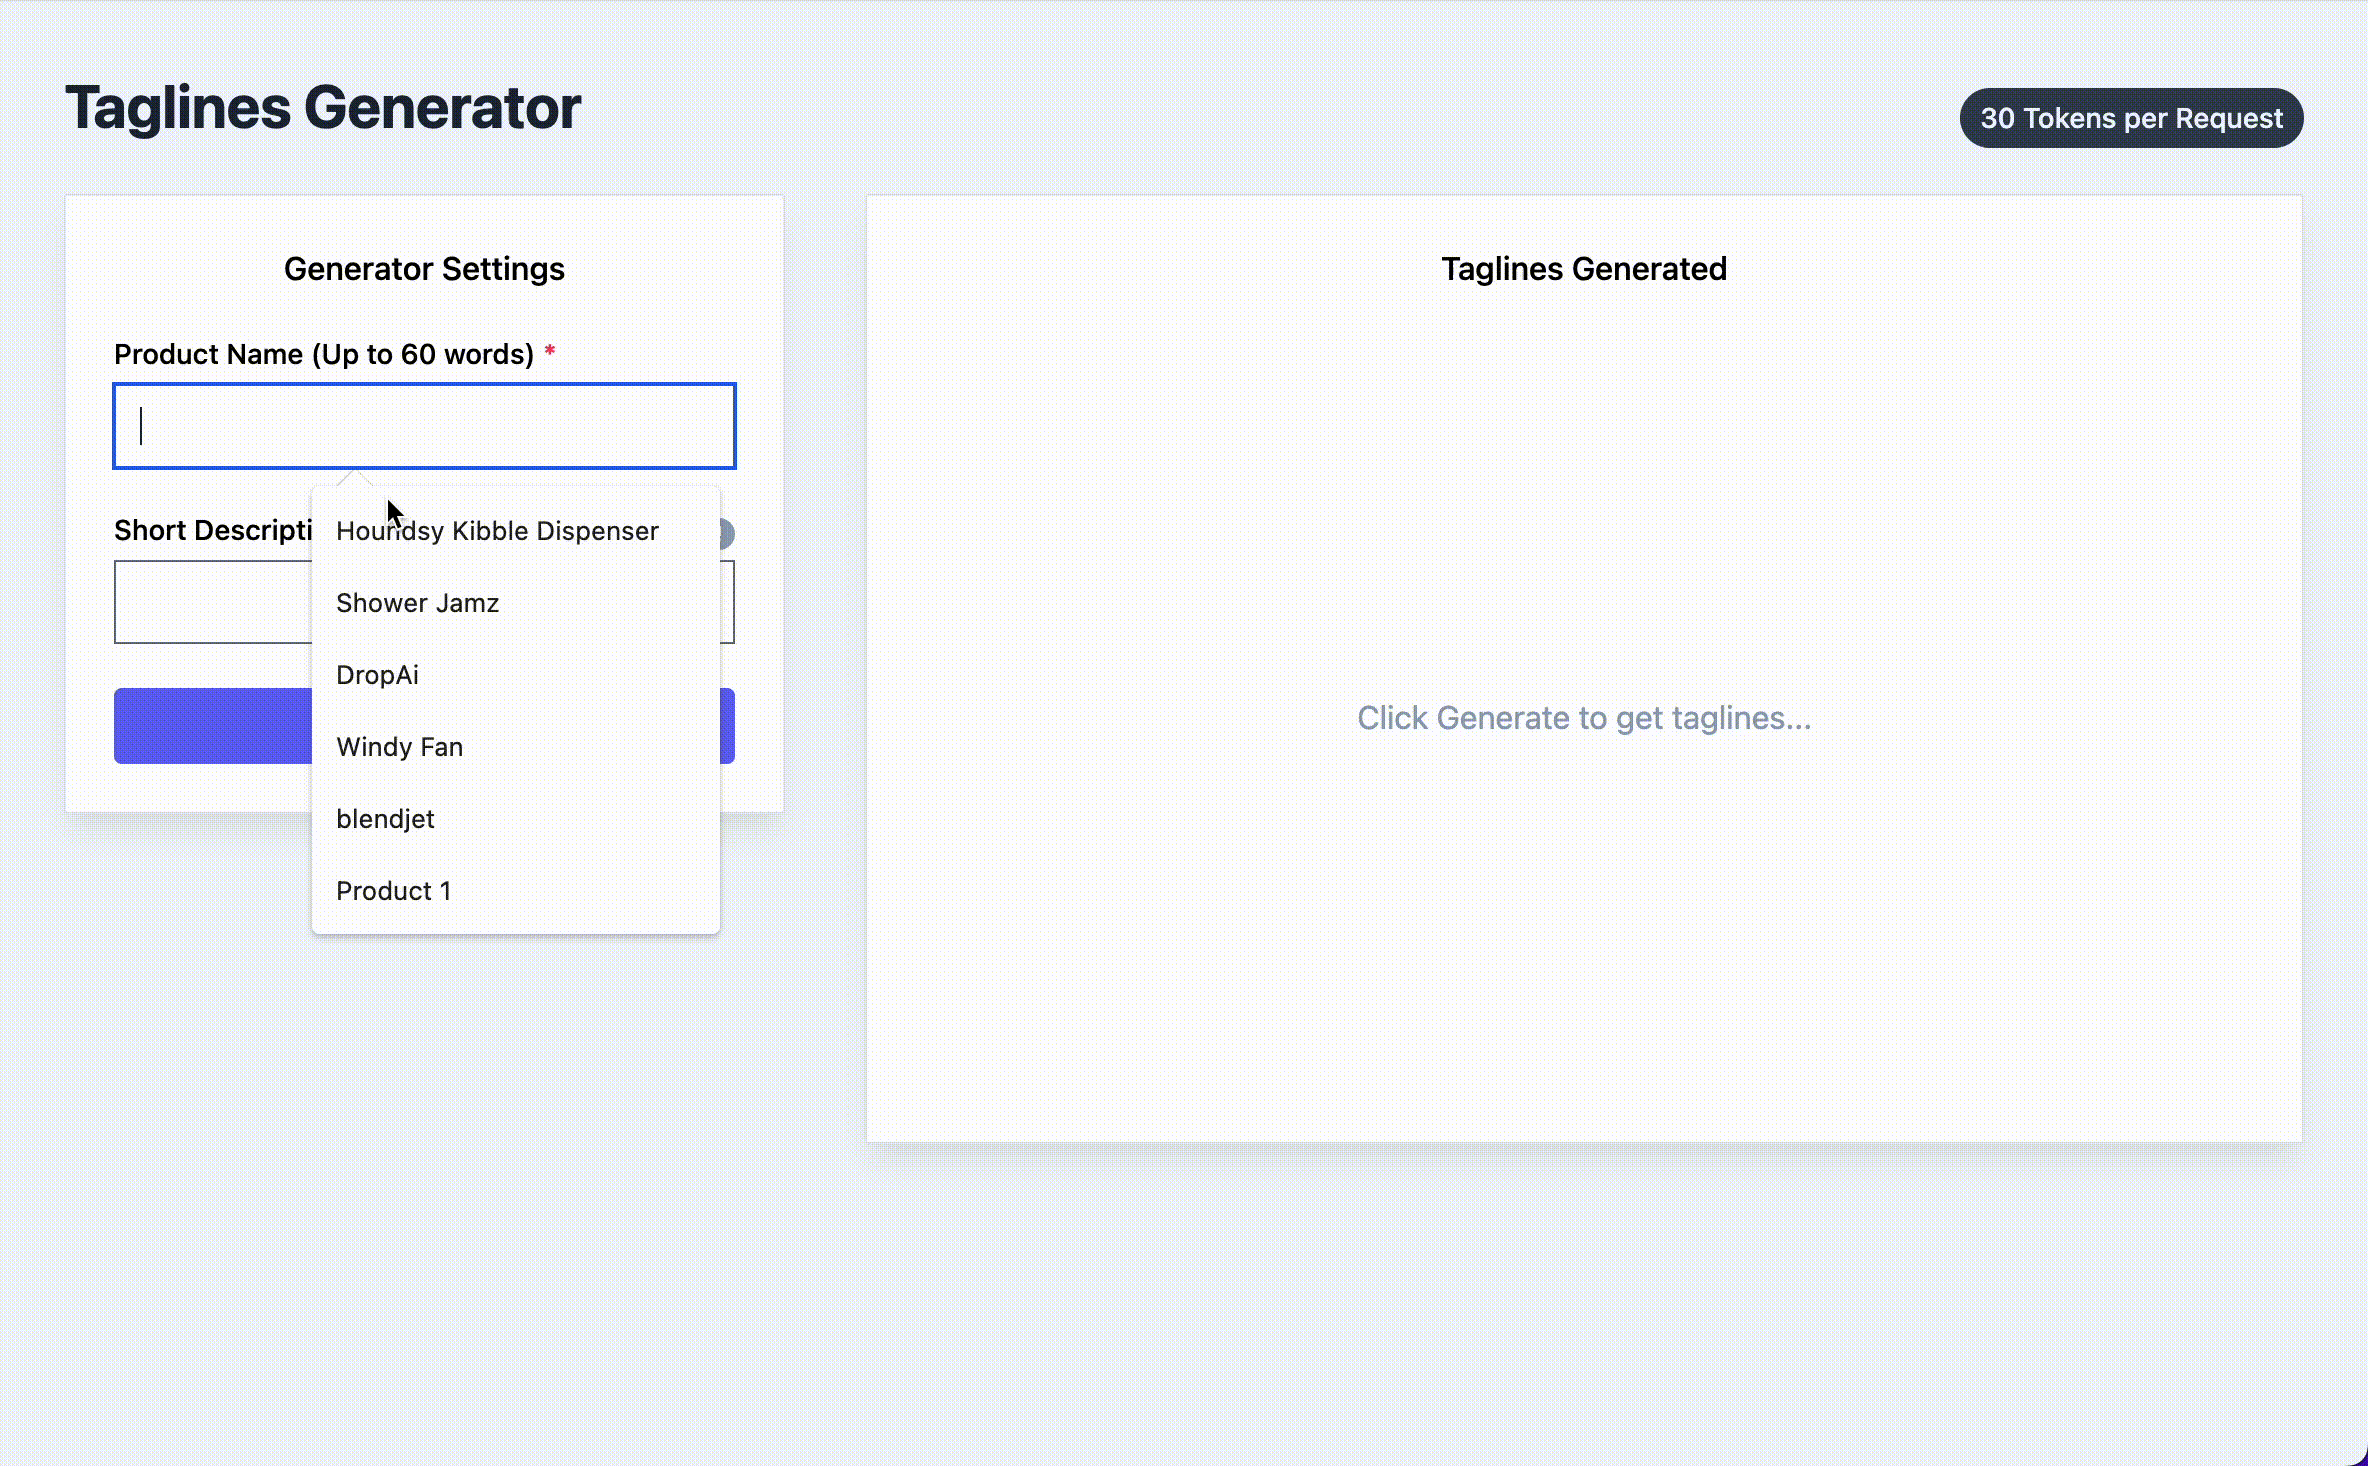 Taglines Generator
30 Tokens per Request
Generator Settings
Product Name (Up to 60 words) *
Short Descripti
Houndsy Kibble Dispenser
Shower Jamz
DropAi
Windy Fan
blendjet
Product 1
Taglines Generated
Click Generate to get taglines...